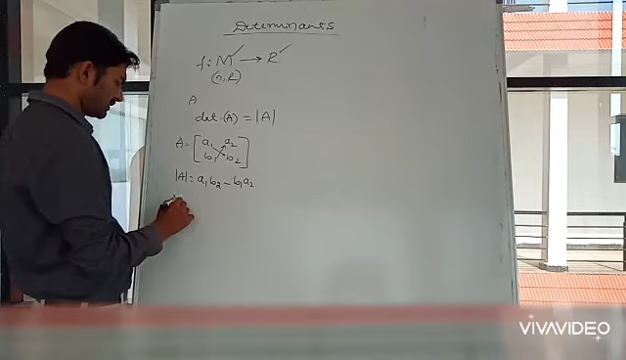 Determinants
f: M ✓ → R ✓
(n, R)
A
det (A) = |A|
A = [a₁ a₂
b₁ b₂]
|A| = a₁b₂ − b₁a₂
VIVAVIDEO